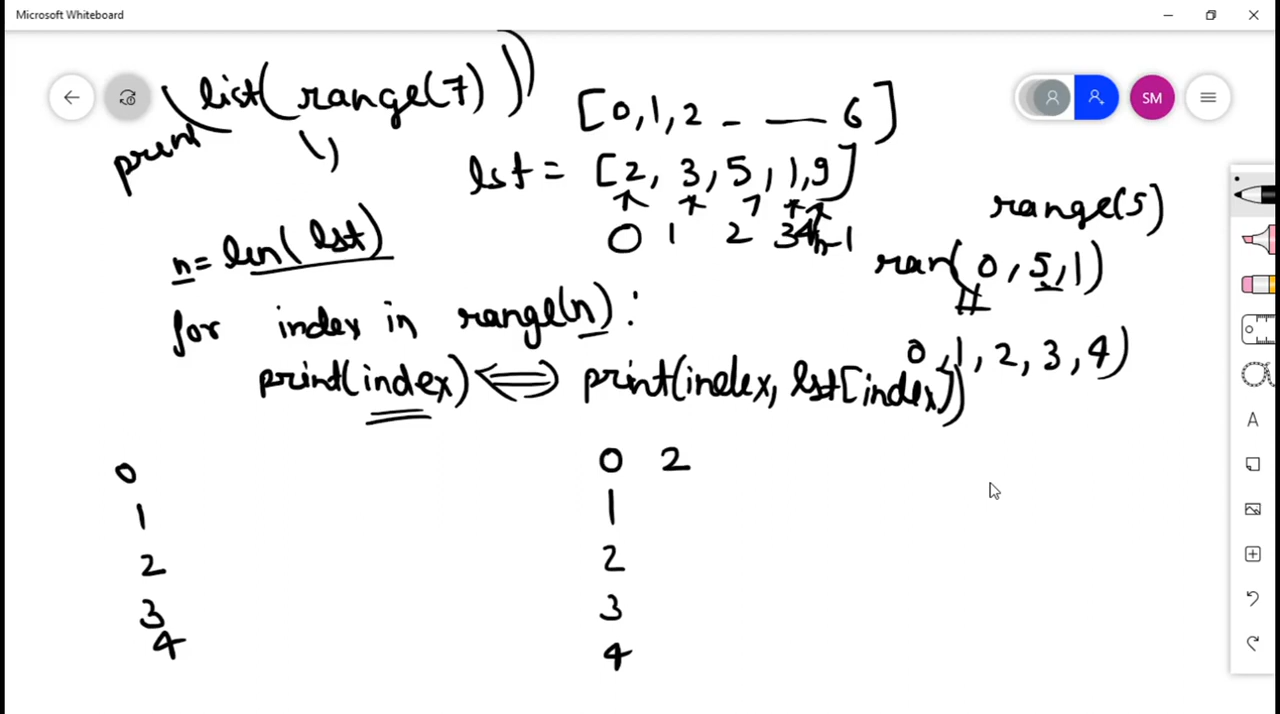 Microsoft Whiteboard
print(list(range(7)))
[0,1,2 - — 6]
SM
lst = [2, 3, 5, 1,9]
0 1 2 3 4 n-1
range(5)
ran(0,5,1)
0,1,2,3,4)
n= len(lst)
for index in range(n):
print(index) ⟺ print(index, lst[index])
0
1
2
3
4
0 2
1
2
3
4
A